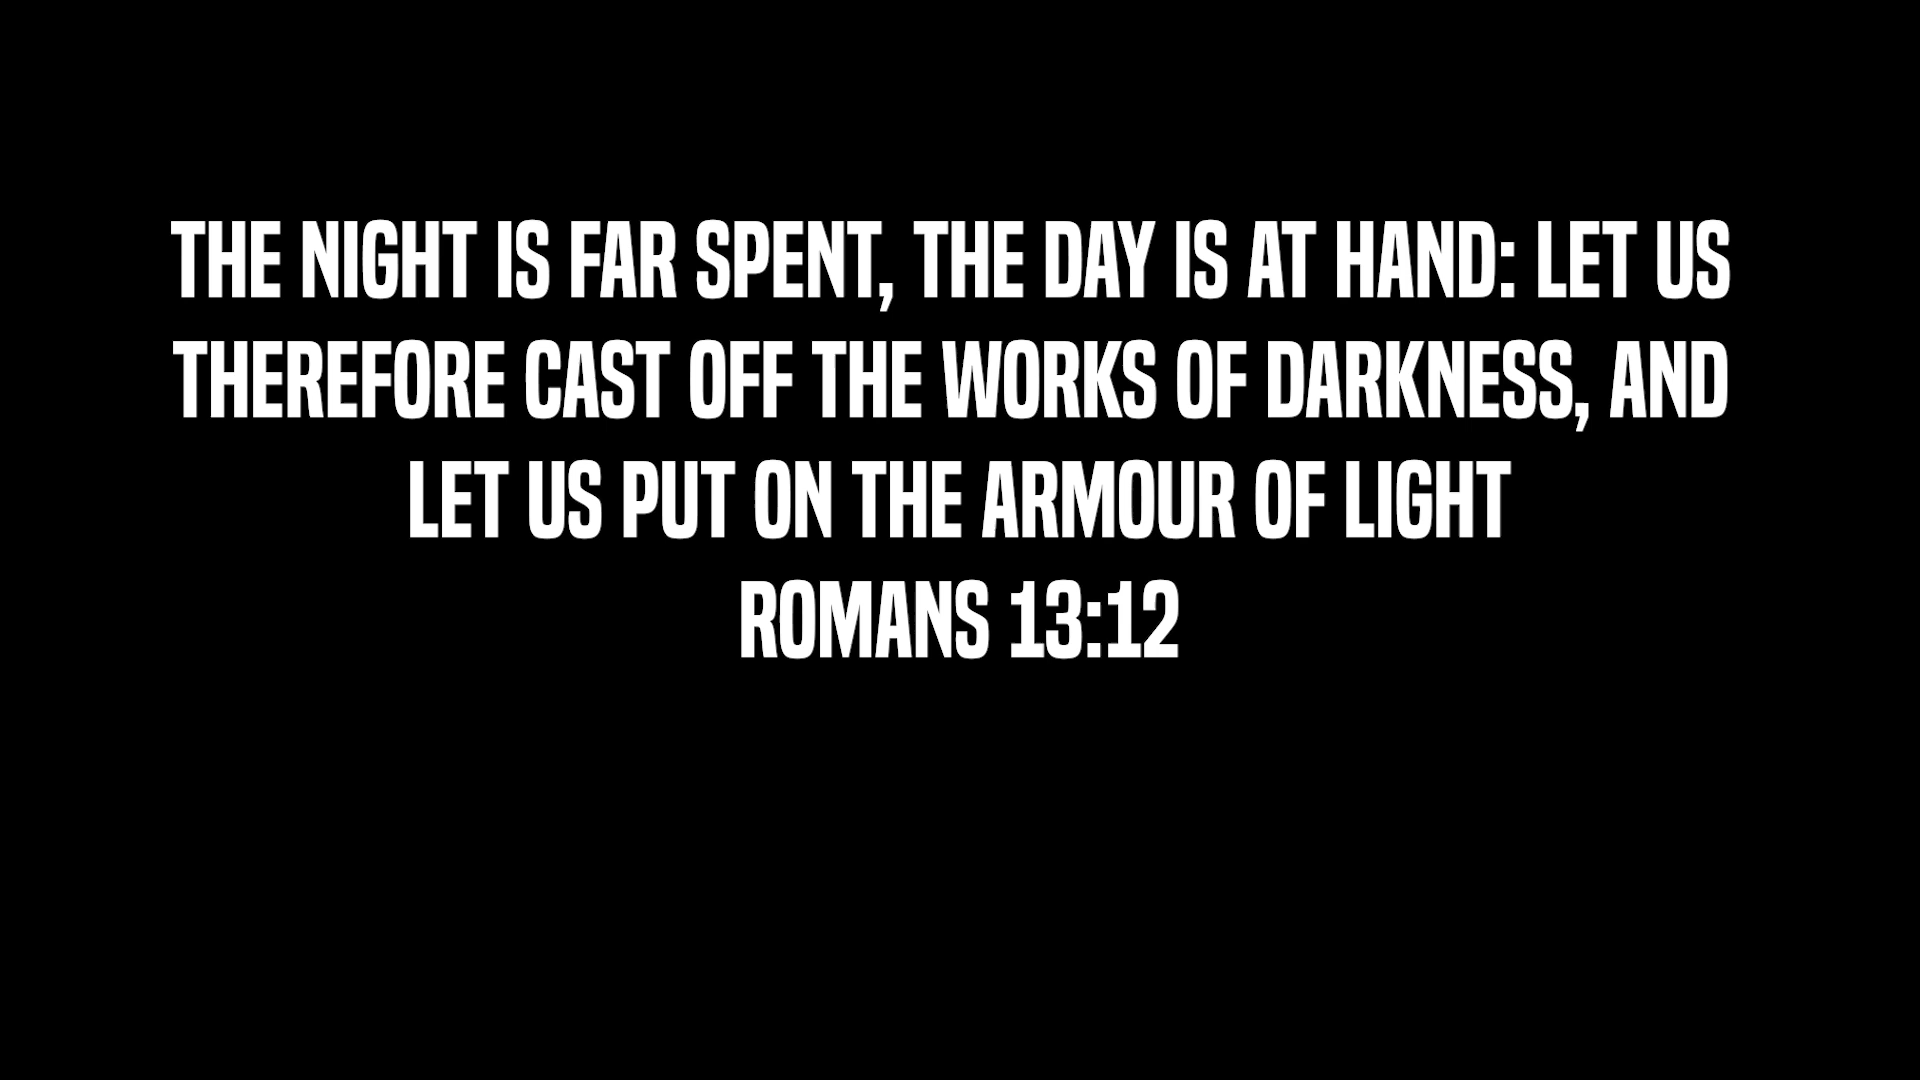 THE NIGHT IS FAR SPENT, THE DAY IS AT HAND: LET US
THEREFORE CAST OFF THE WORKS OF DARKNESS, AND
LET US PUT ON THE ARMOUR OF LIGHT
ROMANS 13:12